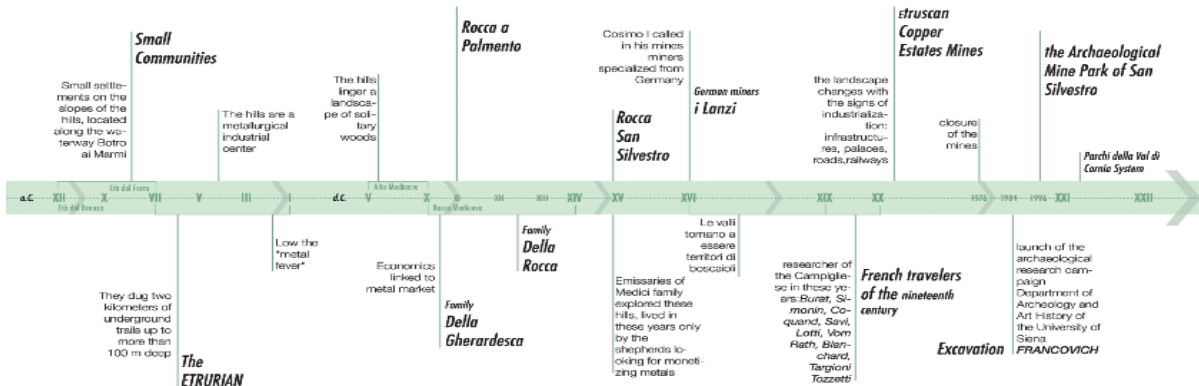 Small
Communities
Small settle-
ments on the
slopes of the
hills, located
along the wa-
terway Botro
ai Marmi
The hills are a
metallurgical
industrial
center
The hills
linger a
landsca-
pe of soli-
tary
woods
Rocca a
Palmento
Cosimo I called
in his mines
miners
specialized from
Germany
Rocca
San
Silvestro
German miners
i Lanzi
the landscape
changes with
the signs of
industrializa-
tion:
infrastructu-
res, palaces,
roads,railways
Etruscan
Copper
Estates Mines
closure
of the
mines
the Archaeological
Mine Park of San
Silvestro
Parchi della Val di
Cornia System
a.C. XII X VII V III I d.C. V X XI XII XIII XIV XV XVI XIX XX 1976 1984 1996 XXI XXII
Età del Ferro
Età del Bronzo
Alto Medioevo
Basso Medioevo
They dug two
kilometers of
underground
trails up to
more than
100 m deep
The
ETRURIAN
Low the
"metal
fever"
Economics
linked to
metal market
Family
Della
Gherardesca
Family
Della
Rocca
Emissaries of
Medici family
explored these
hills, lived in
these years only
by the
shepherds loo-
king for moneti-
zing metals
Le valli
tornano a
essere
territori di
boscaioli
researcher of
the Campiglie-
se in these ye-
ars:Burat, Si-
monin, Co-
quand, Savi,
Lotti, Vom
Rath, Blan-
chard,
Targioni
Tozzetti
French travelers
of the nineteenth
century
Excavation
launch of the
archaeological
research cam-
paign
Department of
Archeology and
Art History of
the University of
Siena
FRANCOVICH